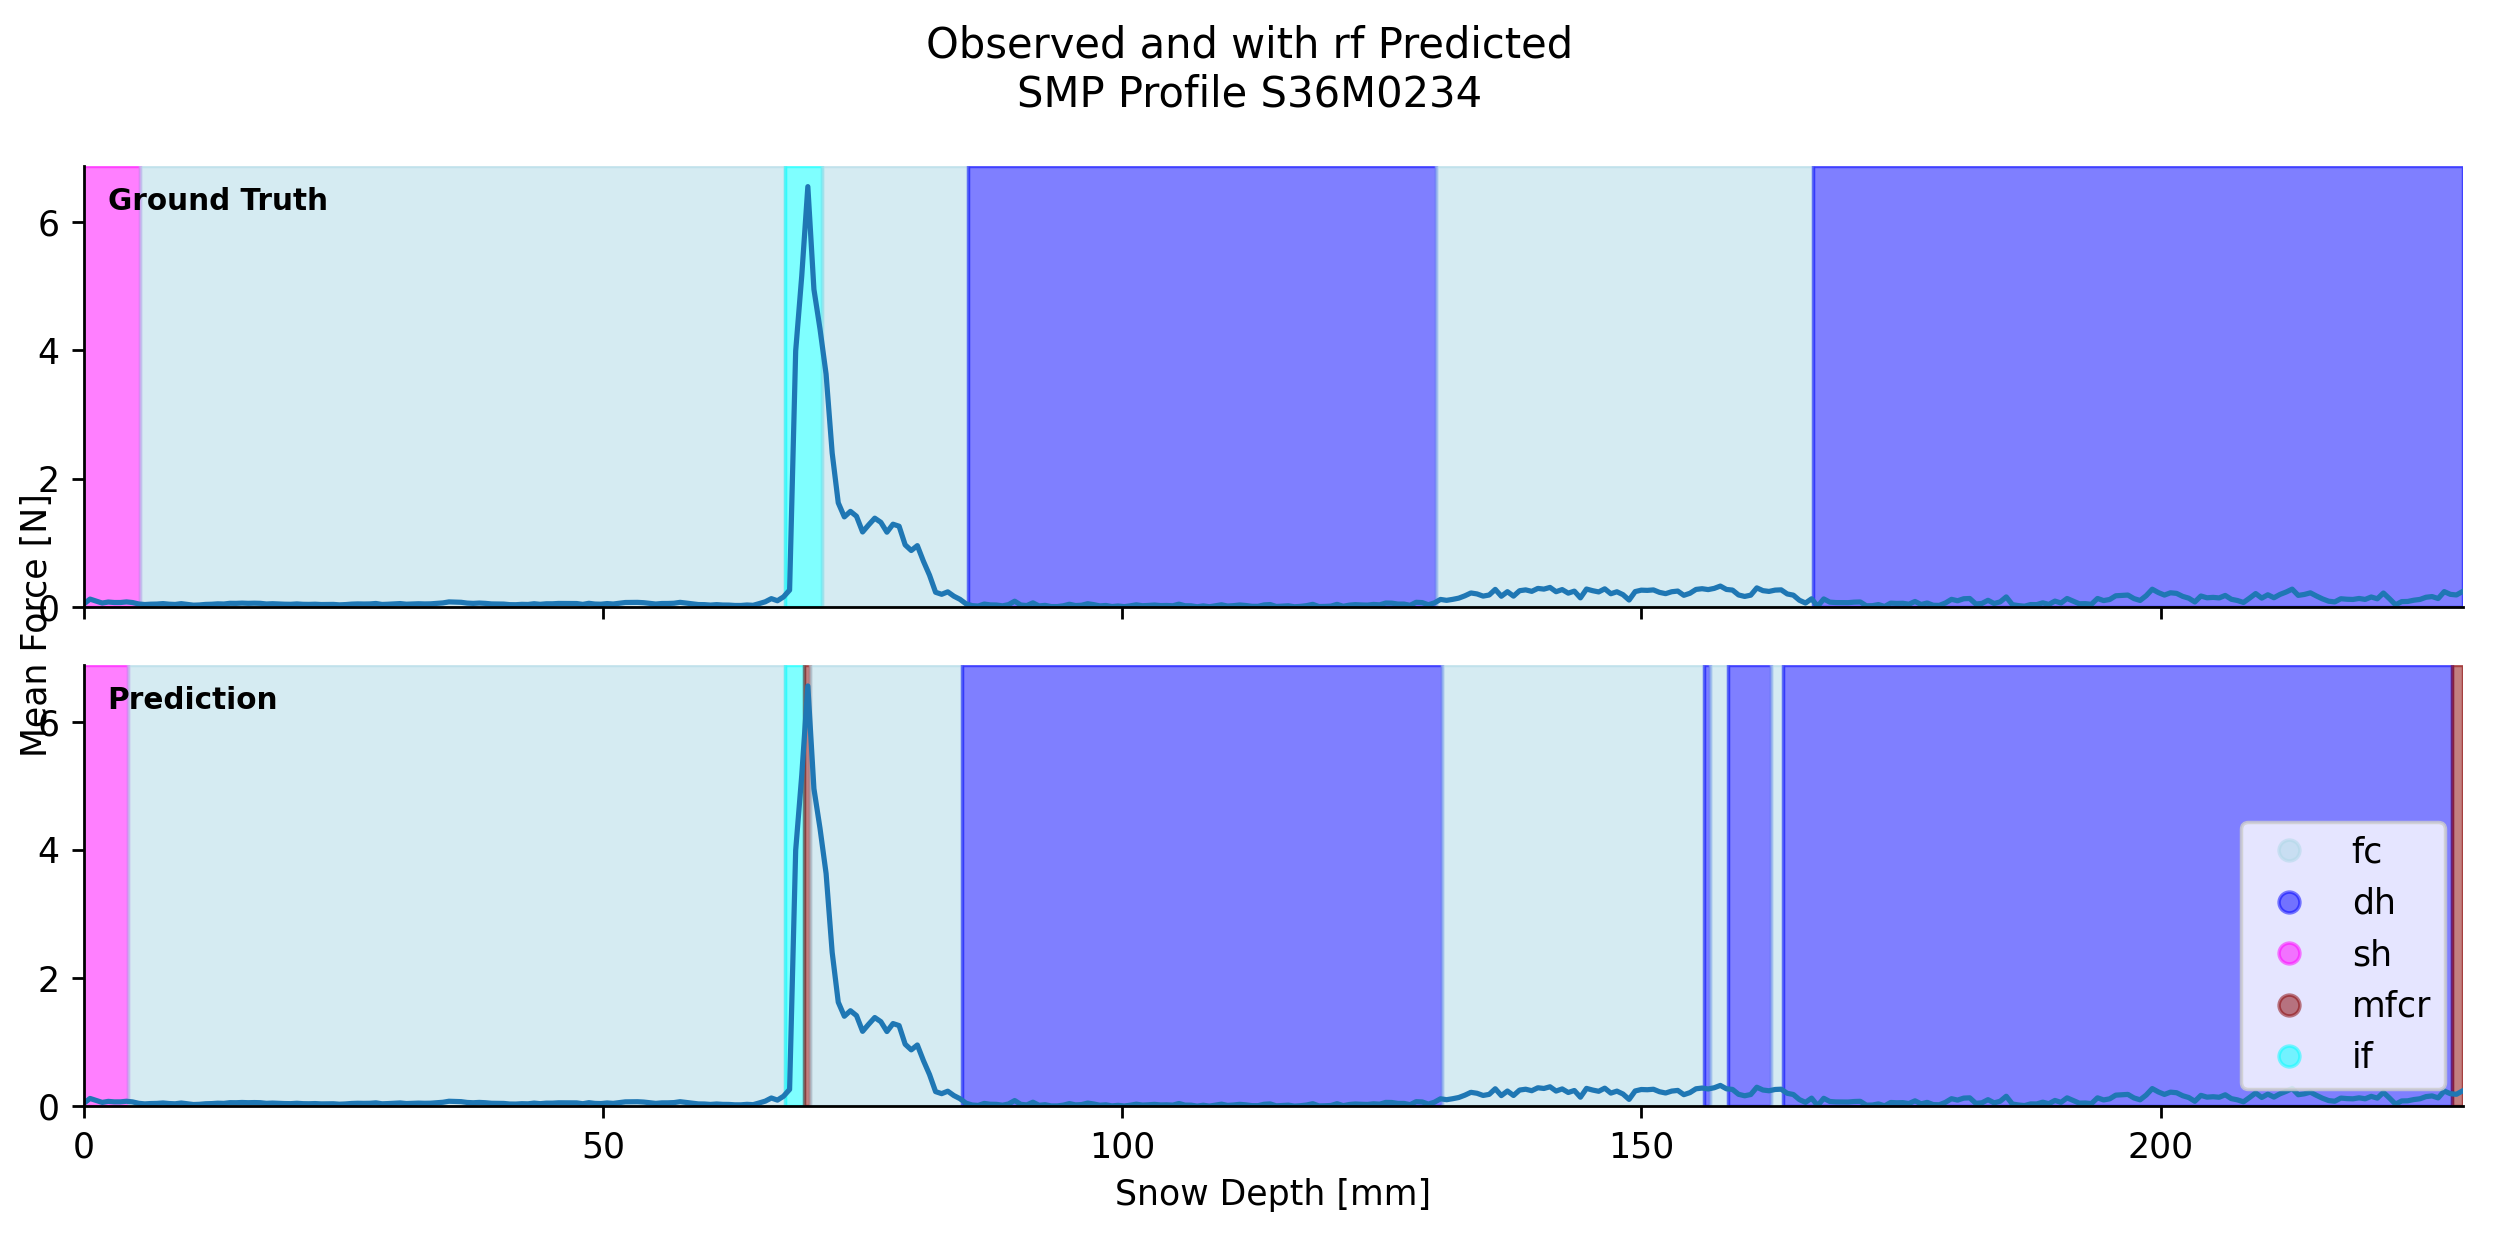 Observed and with rf Predicted
SMP Profile S36M0234
Ground Truth
6
4
2
0
Mean Force [N]
Prediction
6
4
2
0
fc
dh
sh
mfcr
if
0 50 100 150 200
Snow Depth [mm]